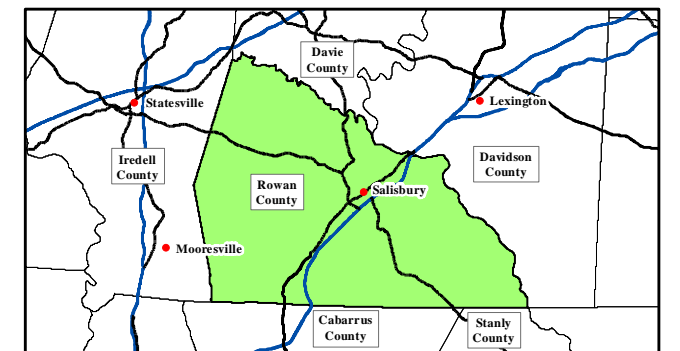 Davie
County
Statesville
Lexington
Iredell
County
Davidson
County
Rowan
County
Salisbury
Mooresville
Cabarrus
County
Stanly
County